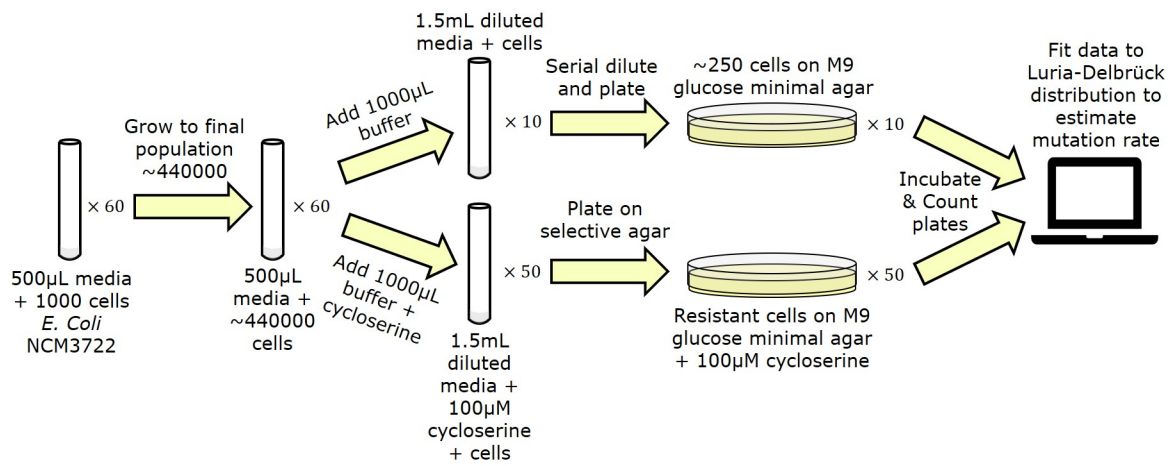 500µL media
+ 1000 cells
E. Coli
NCM3722
× 60
Grow to final
population
~440000
500µL
media +
~440000
cells
× 60
Add 1000µL
buffer
1.5mL diluted
media + cells
× 10
Serial dilute
and plate
~250 cells on M9
glucose minimal agar
× 10
Add 1000µL
buffer +
cycloserine
1.5mL
diluted
media +
100µM
cycloserine
+ cells
× 50
Plate on
selective agar
Resistant cells on M9
glucose minimal agar
+ 100µM cycloserine
× 50
Incubate
& Count
plates
Fit data to
Luria-Delbrück
distribution to
estimate
mutation rate